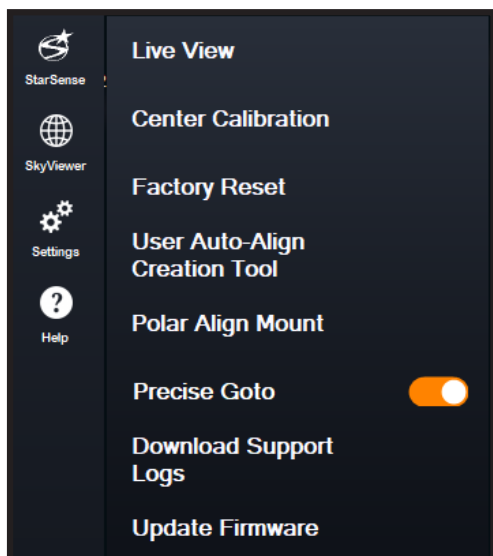 StarSense
SkyViewer
Settings
?
Help
Live View
Center Calibration
Factory Reset
User Auto-Align
Creation Tool
Polar Align Mount
Precise Goto
Download Support
Logs
Update Firmware